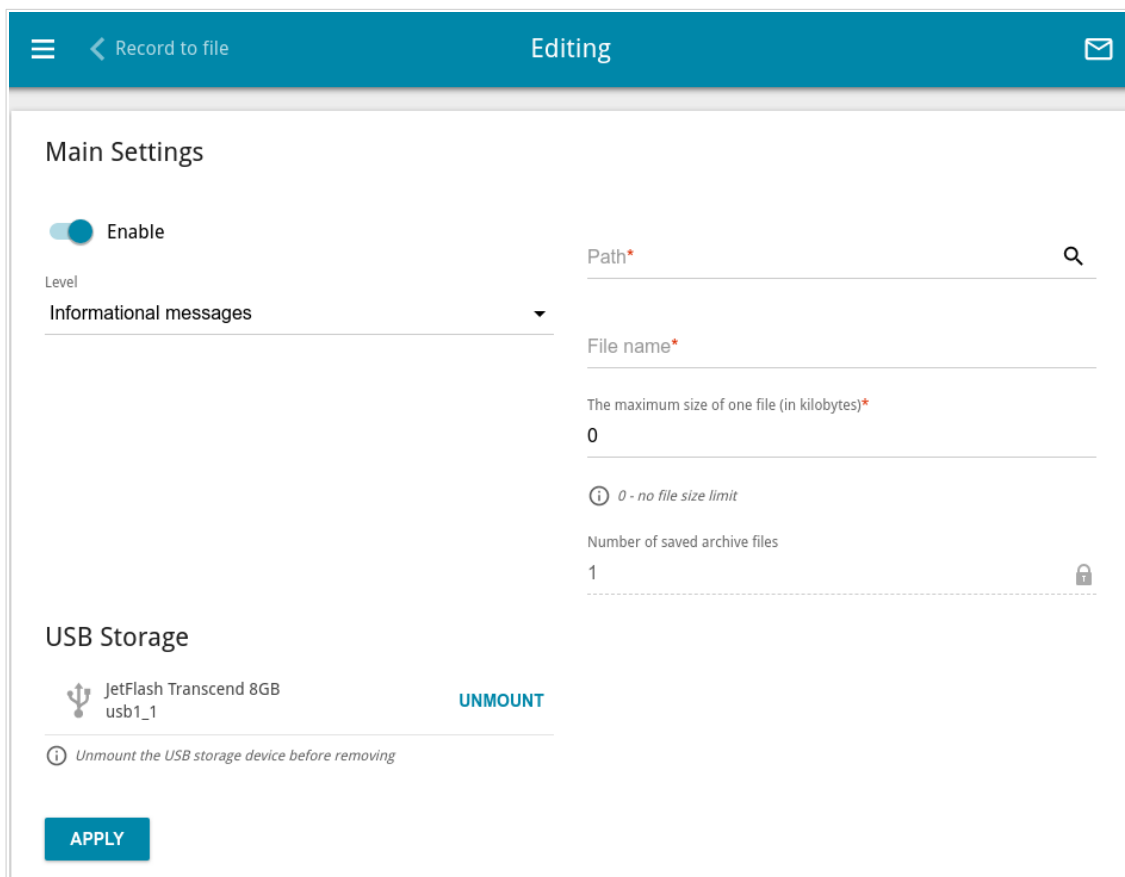 Record to file
Editing
Main Settings
Enable
Level
Informational messages
Path*
File name*
The maximum size of one file (in kilobytes)*
0
0 - no file size limit
Number of saved archive files
1
USB Storage
JetFlash Transcend 8GB
usb1_1
UNMOUNT
Unmount the USB storage device before removing
APPLY